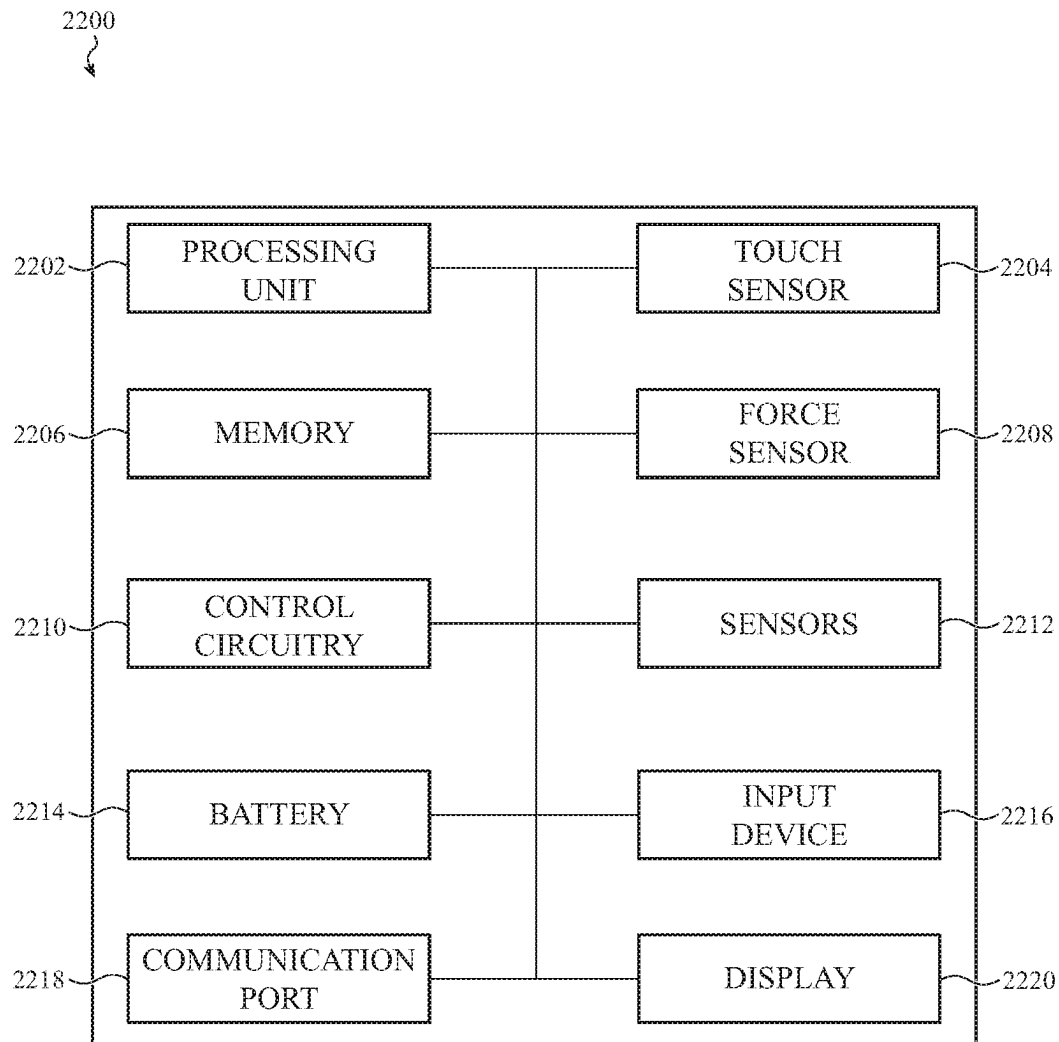 2200
2202
PROCESSING
UNIT
TOUCH
SENSOR
2204
2206
MEMORY
FORCE
SENSOR
2208
2210
CONTROL
CIRCUITRY
SENSORS
2212
2214
BATTERY
INPUT
DEVICE
2216
2218
COMMUNICATION
PORT
DISPLAY
2220